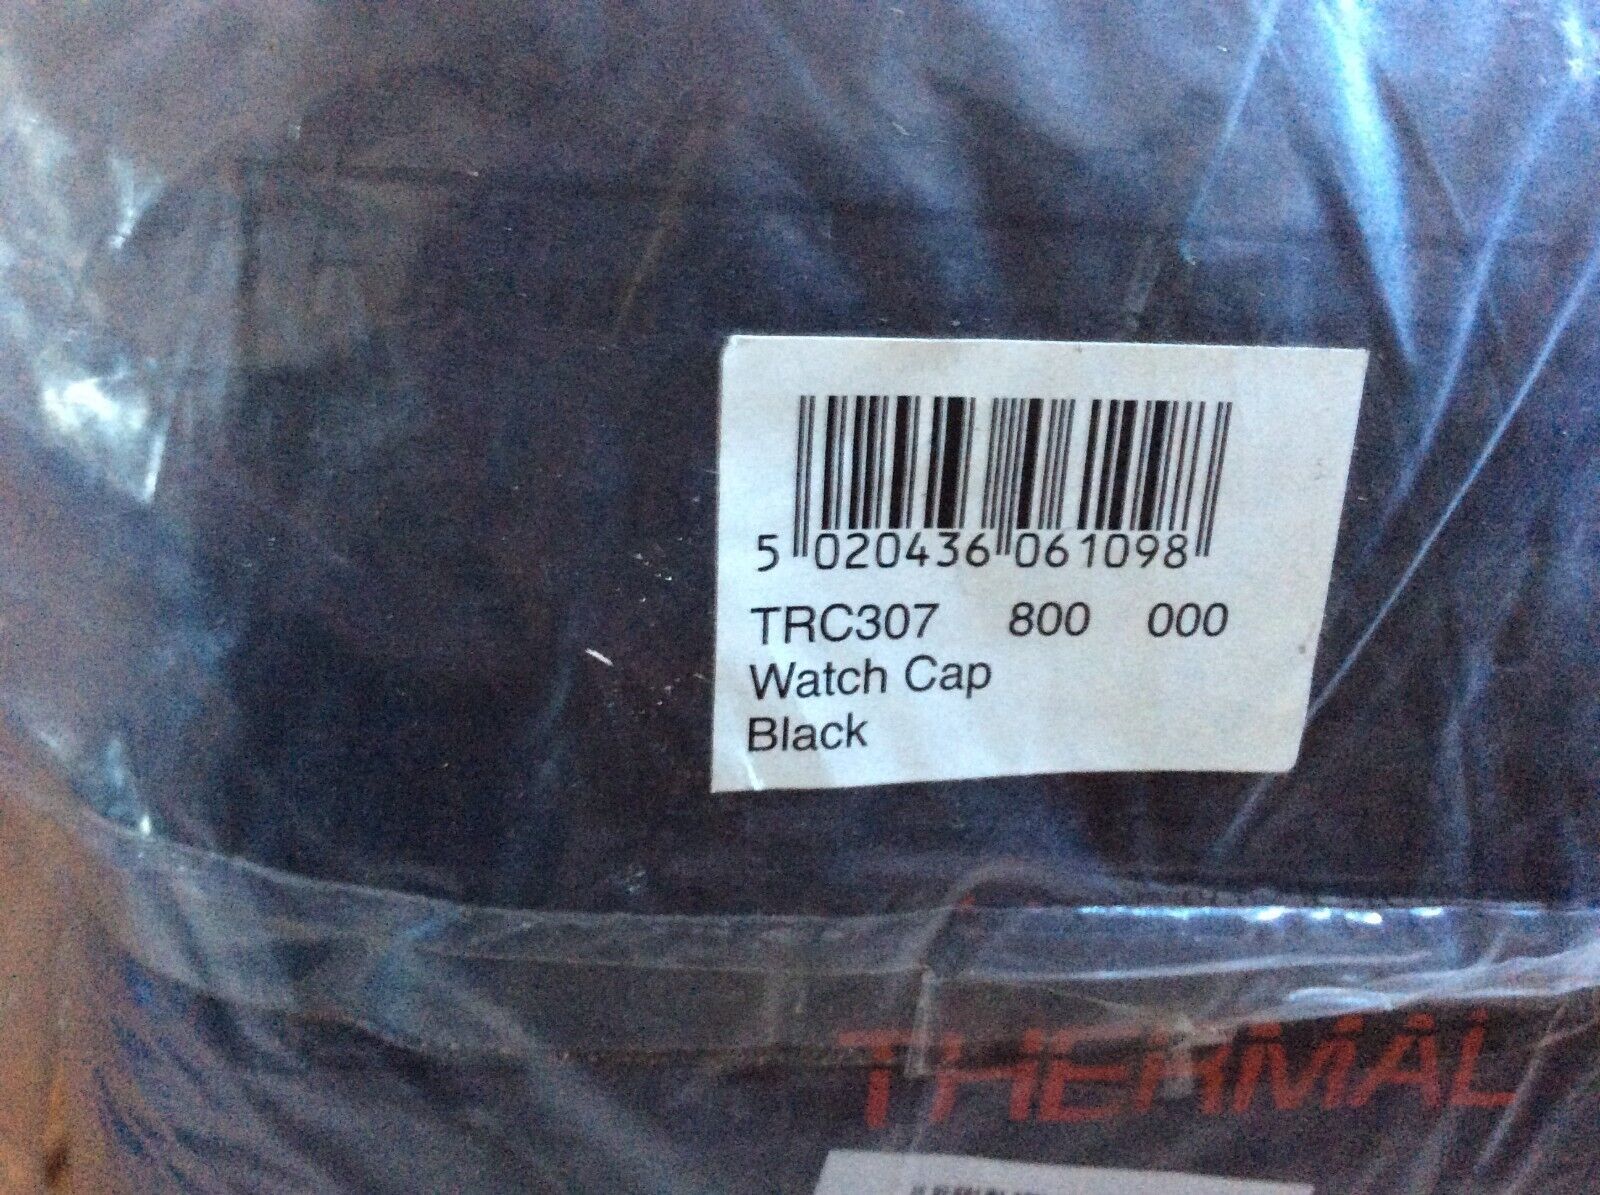 5 020436 061098
TRC307 800 000
Watch Cap
Black
THERMAL